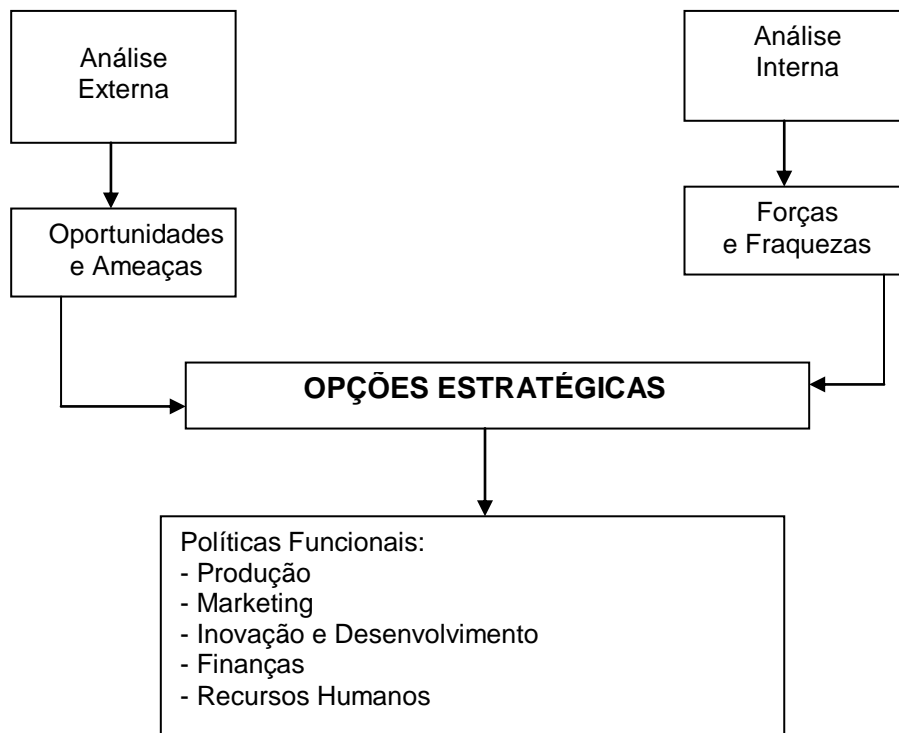 Análise
Externa
Análise
Interna
Oportunidades
e Ameaças
Forças
e Fraquezas
OPÇÕES ESTRATÉGICAS
Políticas Funcionais:
- Produção
- Marketing
- Inovação e Desenvolvimento
- Finanças
- Recursos Humanos